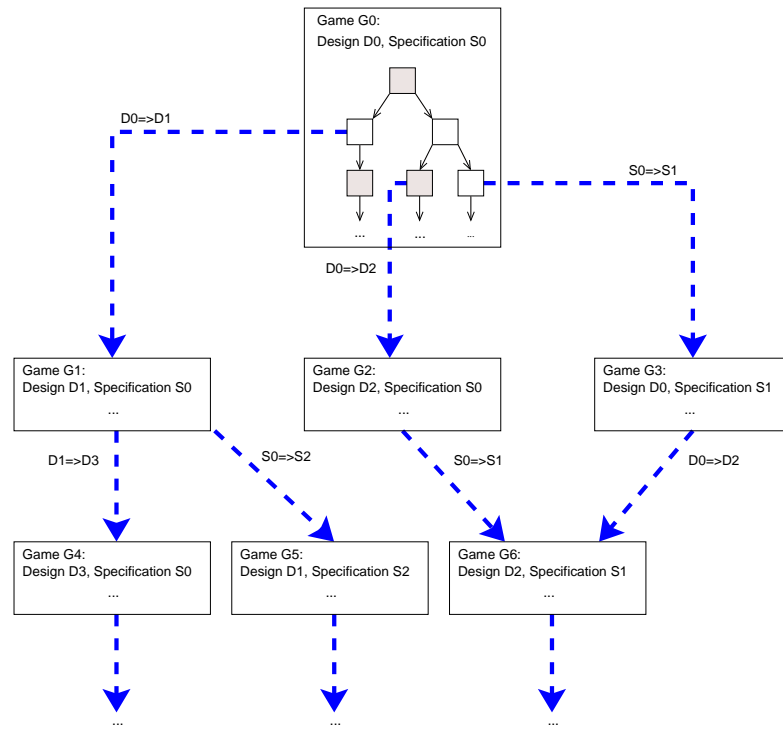 Game G0:
Design D0, Specification S0
D0=>D1
S0=>S1
... ... ...
D0=>D2
Game G1:
Design D1, Specification S0
...
Game G2:
Design D2, Specification S0
...
Game G3:
Design D0, Specification S1
...
D1=>D3
S0=>S2
S0=>S1
D0=>D2
Game G4:
Design D3, Specification S0
...
Game G5:
Design D1, Specification S2
...
Game G6:
Design D2, Specification S1
...
... ... ...